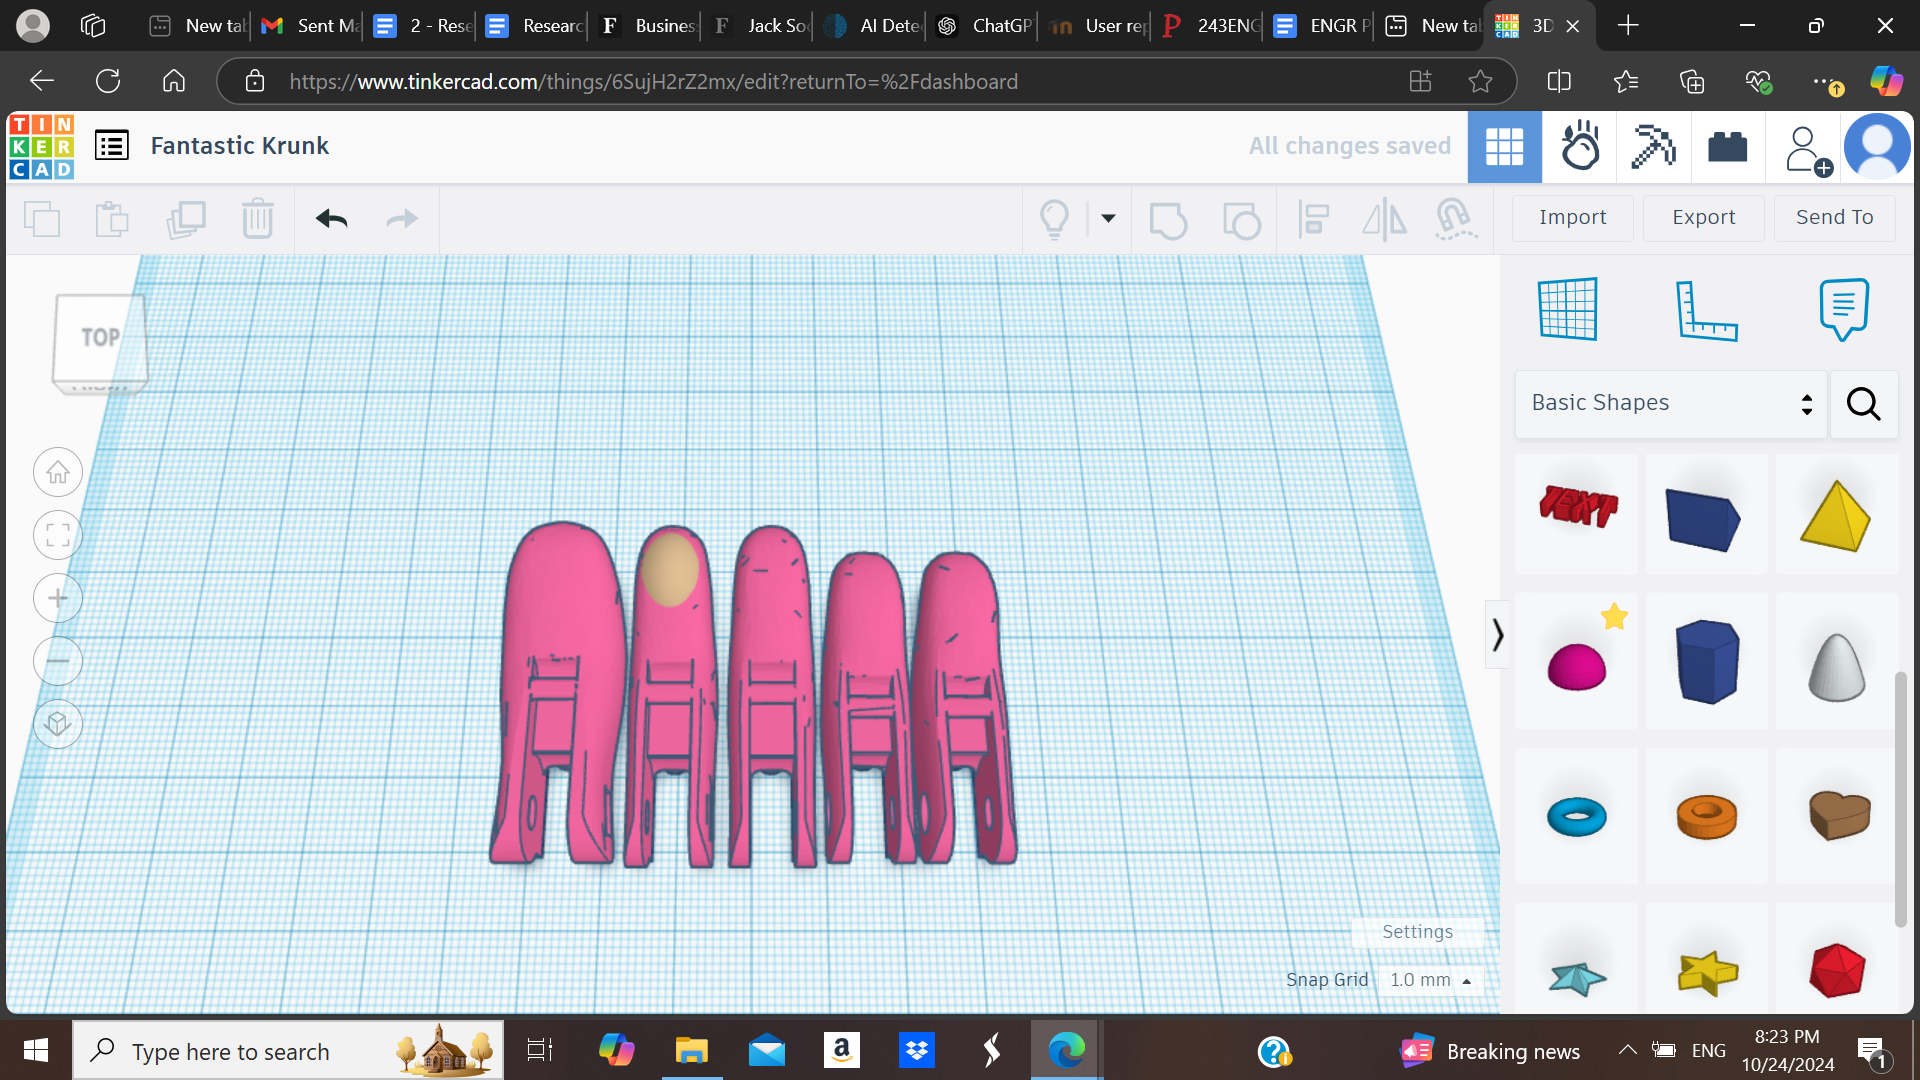 New tab
Sent Ma
2 - Rese
Researc
Busines
Jack So
AI Dete
ChatGP
User re
243ENG
ENGR P
New tab
3D
https://www.tinkercad.com/things/6SujH2rZ2mx/edit?returnTo=%2Fdashboard
TIN
KER
CAD
Fantastic Krunk
All changes saved
Import
Export
Send To
TOP
Basic Shapes
TEXT
Settings
Snap Grid 1.0 mm
Type here to search
Breaking news
ENG
8:23 PM
10/24/2024
1